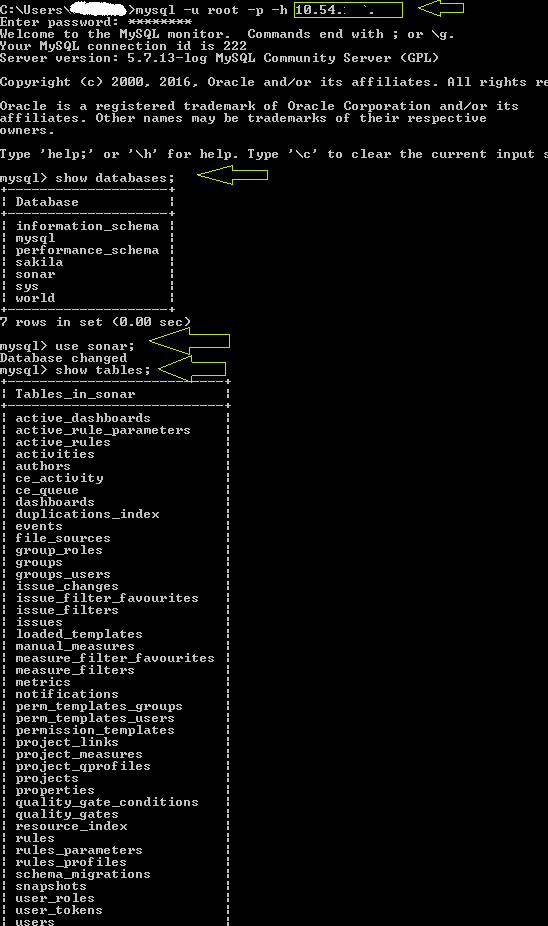 C:\Users\ >mysql -u root -p -h 10.54.
Enter password: ********
Welcome to the MySQL monitor.  Commands end with ; or \g.
Your MySQL connection id is 222
Server version: 5.7.13-log MySQL Community Server (GPL)
Copyright (c) 2000, 2016, Oracle and/or its affiliates. All rights re
Oracle is a registered trademark of Oracle Corporation and/or its
affiliates. Other names may be trademarks of their respective
owners.
Type 'help;' or '\h' for help. Type '\c' to clear the current input s
mysql> show databases;
+--------------------+
| Database           |
+--------------------+
| information_schema |
| mysql              |
| performance_schema |
| sakila             |
| sonar              |
| sys                |
| world              |
+--------------------+
7 rows in set (0.00 sec)
mysql> use sonar;
Database changed
mysql> show tables;
+---------------------------+
| Tables_in_sonar           |
+---------------------------+
| active_dashboards         |
| active_rule_parameters    |
| active_rules              |
| activities                |
| authors                   |
| ce_activity               |
| ce_queue                  |
| dashboards                |
| duplications_index        |
| events                    |
| file_sources              |
| group_roles               |
| groups                    |
| groups_users              |
| issue_changes             |
| issue_filter_favourites   |
| issue_filters             |
| issues                    |
| loaded_templates          |
| manual_measures           |
| measure_filter_favourites |
| measure_filters           |
| metrics                   |
| notifications             |
| perm_templates_groups     |
| perm_templates_users      |
| permission_templates      |
| project_links             |
| project_measures          |
| project_qprofiles         |
| projects                  |
| properties                |
| quality_gate_conditions   |
| quality_gates             |
| resource_index            |
| rules                     |
| rules_parameters          |
| rules_profiles            |
| schema_migrations         |
| snapshots                 |
| user_roles                |
| user_tokens               |
| users                     |